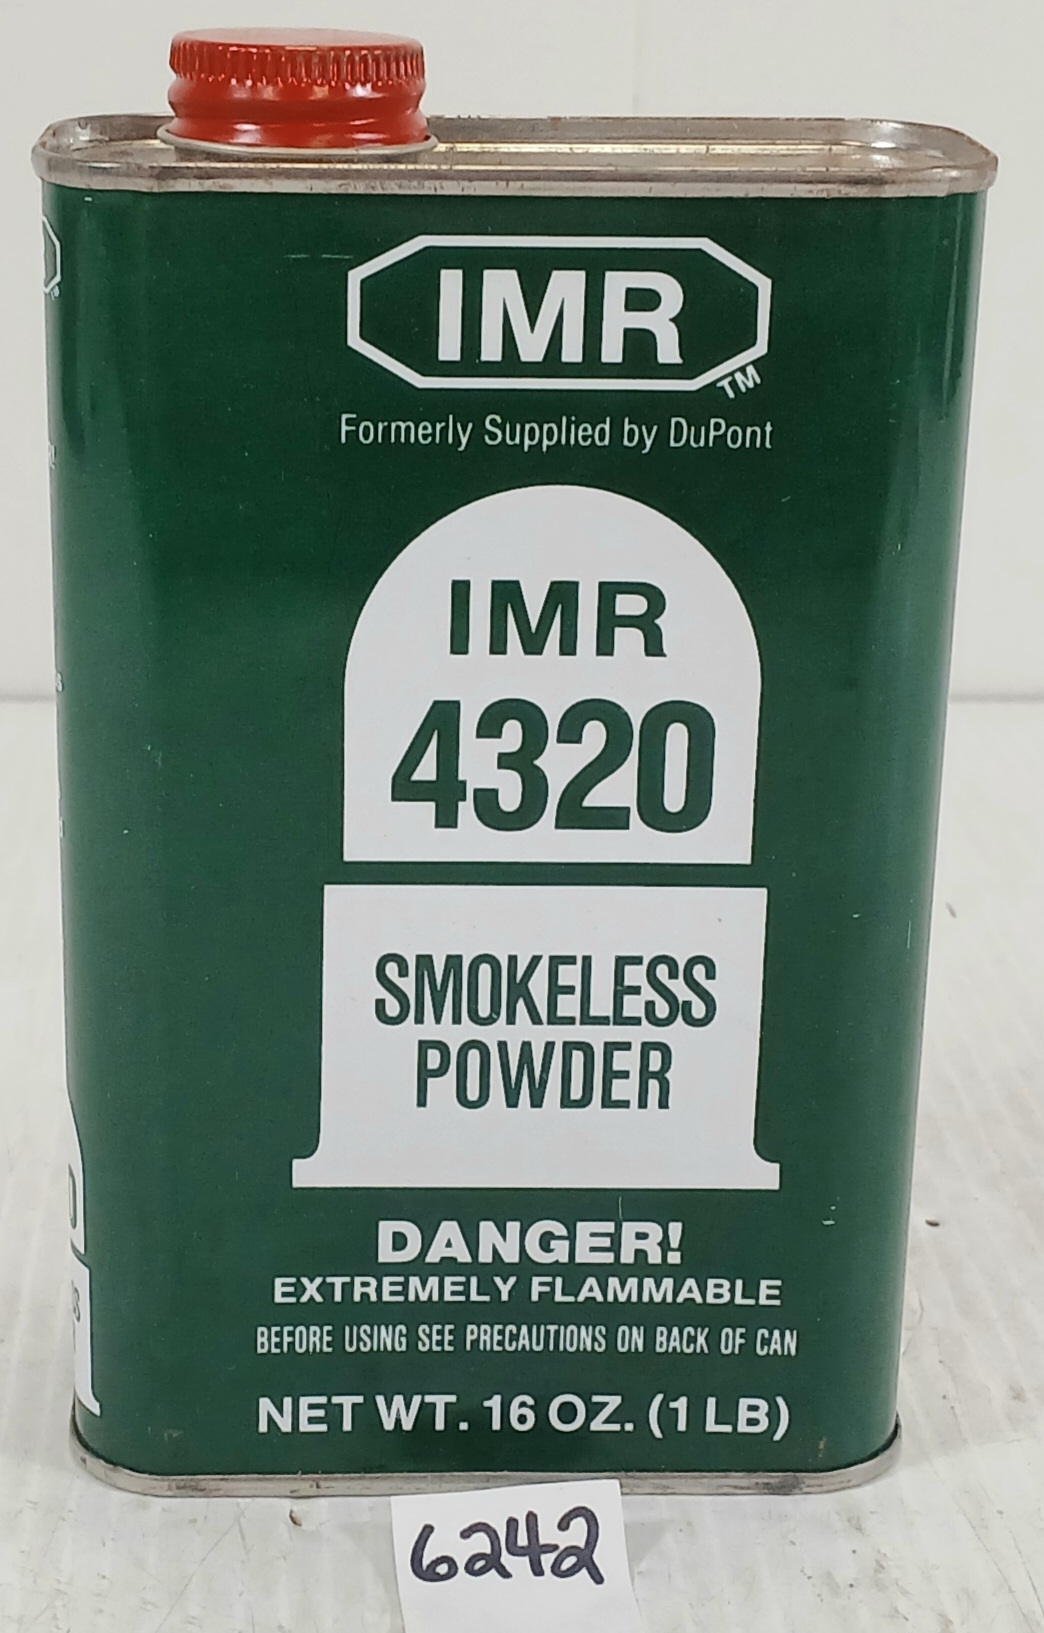 IMR
TM
Formerly Supplied by DuPont
IMR
4320
SMOKELESS
POWDER
DANGER!
EXTREMELY FLAMMABLE
BEFORE USING SEE PRECAUTIONS ON BACK OF CAN
NET WT. 16 OZ. (1 LB)
6242